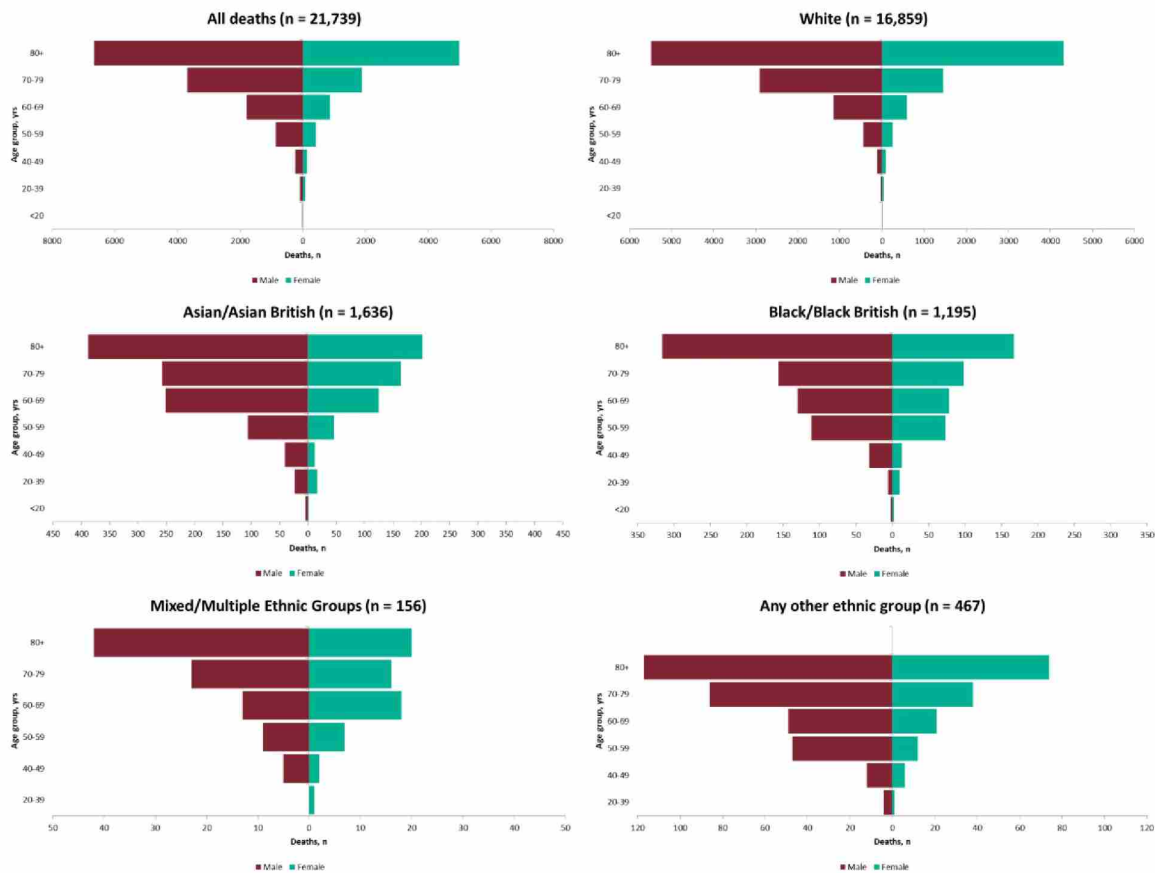 All deaths (n = 21,739)
Age group, yrs
80+
70-79
60-69
50-59
40-49
20-39
<20
8000 6000 4000 2000 0 2000 4000 6000 8000
Deaths, n
Male Female
White (n = 16,859)
Age group, yrs
80+
70-79
60-69
50-59
40-49
20-39
<20
6000 5000 4000 3000 2000 1000 0 1000 2000 3000 4000 5000 6000
Deaths, n
Male Female
Asian/Asian British (n = 1,636)
Age group, yrs
80+
70-79
60-69
50-59
40-49
20-39
<20
450 400 350 300 250 200 150 100 50 0 50 100 150 200 250 300 350 400 450
Deaths, n
Male Female
Black/Black British (n = 1,195)
Age group, yrs
80+
70-79
60-69
50-59
40-49
20-39
<20
350 300 250 200 150 100 50 0 50 100 150 200 250 300 350
Deaths, n
Male Female
Mixed/Multiple Ethnic Groups (n = 156)
Age group, yrs
80+
70-79
60-69
50-59
40-49
20-39
50 40 30 20 10 0 10 20 30 40 50
Deaths, n
Male Female
Any other ethnic group (n = 467)
Age group, yrs
80+
70-79
60-69
50-59
40-49
20-39
120 100 80 60 40 20 0 20 40 60 80 100 120
Deaths, n
Male Female